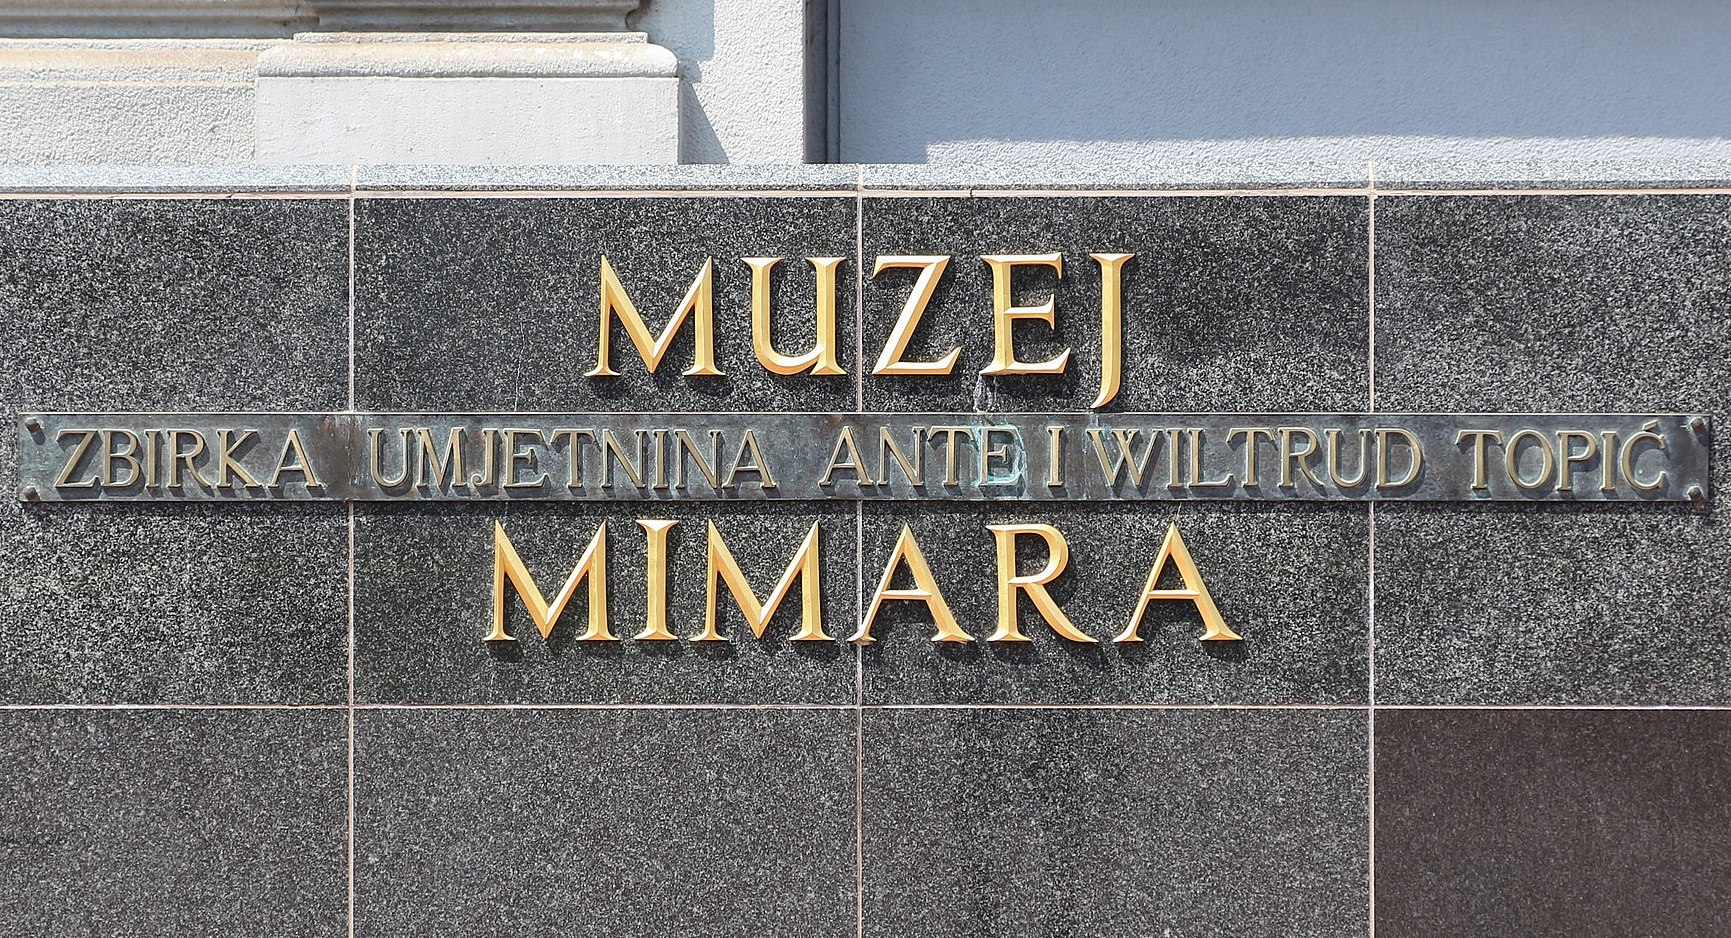 MUZEJ
ZBIRKA UMJETNINA ANTE I WILTRUD TOPIĆ
MIMARA